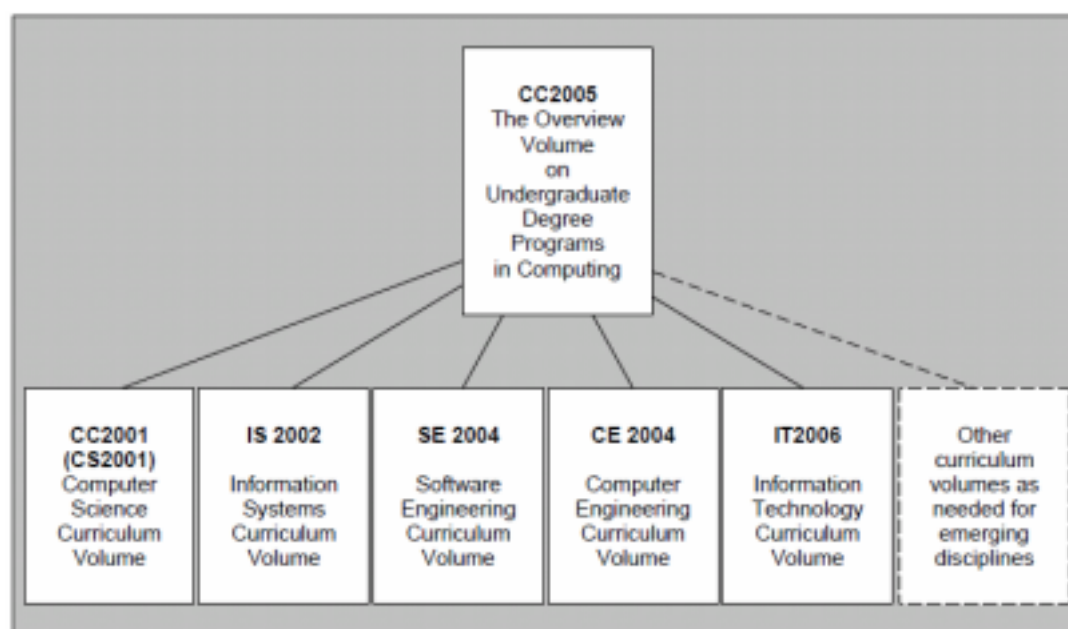 CC2005
The Overview
Volume
on
Undergraduate
Degree
Programs
in Computing
CC2001
(CS2001)
Computer
Science
Curriculum
Volume
IS 2002
Information
Systems
Curriculum
Volume
SE 2004
Software
Engineering
Curriculum
Volume
CE 2004
Computer
Engineering
Curriculum
Volume
IT2006
Information
Technology
Curriculum
Volume
Other
curriculum
volumes as
needed for
emerging
disciplines